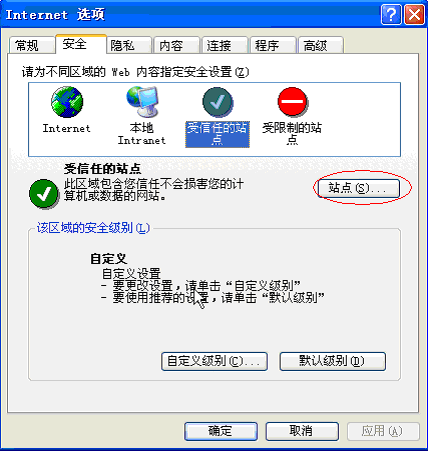 Internet 选项
常规 安全 隐私 内容 连接 程序 高级
请为不同区域的 Web 内容指定安全设置(Z)
Internet
本地
Intranet
受信任的站
点
受限制的站
点
受信任的站点
此区域包含您信任不会损害您的计
算机或数据的网站。
站点(S)...
该区域的安全级别(L)
自定义
自定义设置
- 要更改设置，请单击“自定义级别”
- 要使用推荐的设置，请单击“默认级别”
自定义级别(C)... 默认级别(D)
确定 取消 应用(A)